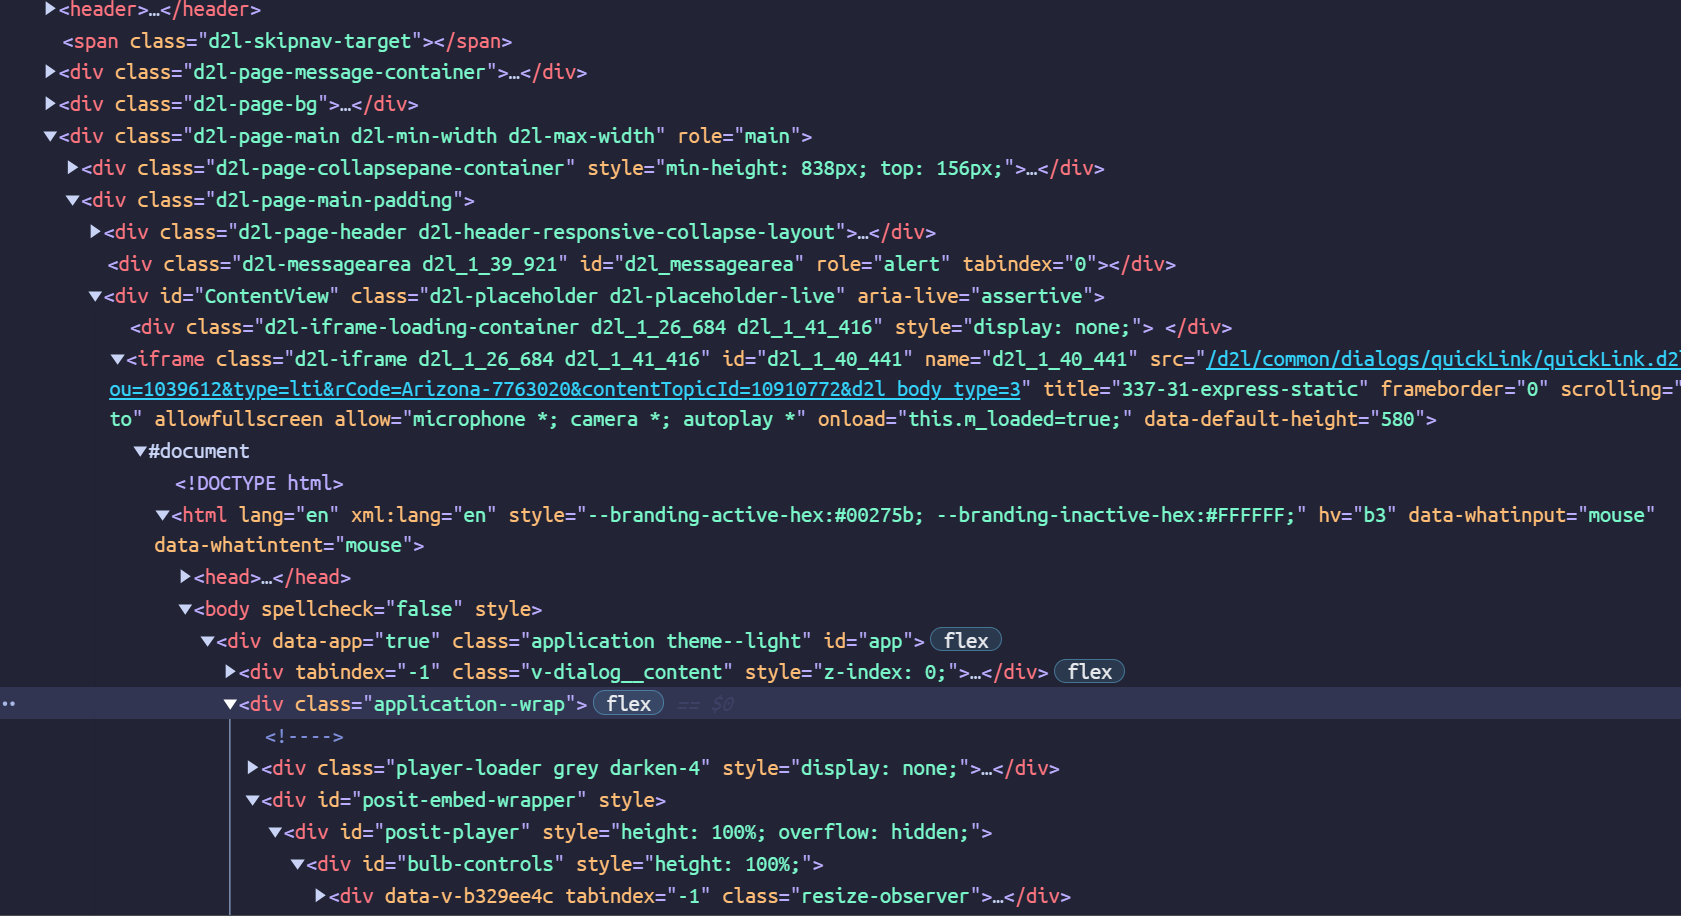 ▶<header>…</header>
<span class="d2l-skipnav-target"></span>
▶<div class="d2l-page-message-container">…</div>
▶<div class="d2l-page-bg">…</div>
▼<div class="d2l-page-main d2l-min-width d2l-max-width" role="main">
▶<div class="d2l-page-collapsepane-container" style="min-height: 838px; top: 156px;">…</div>
▼<div class="d2l-page-main-padding">
▶<div class="d2l-page-header d2l-header-responsive-collapse-layout">…</div>
<div class="d2l-messagearea d2l_1_39_921" id="d2l_messagearea" role="alert" tabindex="0"></div>
▼<div id="ContentView" class="d2l-placeholder d2l-placeholder-live" aria-live="assertive">
<div class="d2l-iframe-loading-container d2l_1_26_684 d2l_1_41_416" style="display: none;"> </div>
▼<iframe class="d2l-iframe d2l_1_26_684 d2l_1_41_416" id="d2l_1_40_441" name="d2l_1_40_441" src="/d2l/common/dialogs/quickLink/quickLink.d2l
ou=1039612&type=lti&rCode=Arizona-7763020&contentTopicId=10910772&d2l_body_type=3" title="337-31-express-static" frameborder="0" scrolling="
to" allowfullscreen allow="microphone *; camera *; autoplay *" onload="this.m_loaded=true;" data-default-height="580">
▼#document
<!DOCTYPE html>
▼<html lang="en" xml:lang="en" style="--branding-active-hex:#00275b; --branding-inactive-hex:#FFFFFF;" hv="b3" data-whatinput="mouse"
data-whatintent="mouse">
▶<head>…</head>
▼<body spellcheck="false" style>
▼<div data-app="true" class="application theme--light" id="app"> flex
▶<div tabindex="-1" class="v-dialog__content" style="z-index: 0;">…</div> flex
▼<div class="application--wrap"> flex == $0
<!---->
▶<div class="player-loader grey darken-4" style="display: none;">…</div>
▼<div id="posit-embed-wrapper" style>
▼<div id="posit-player" style="height: 100%; overflow: hidden;">
▼<div id="bulb-controls" style="height: 100%;">
▶<div data-v-b329ee4c tabindex="-1" class="resize-observer">…</div>